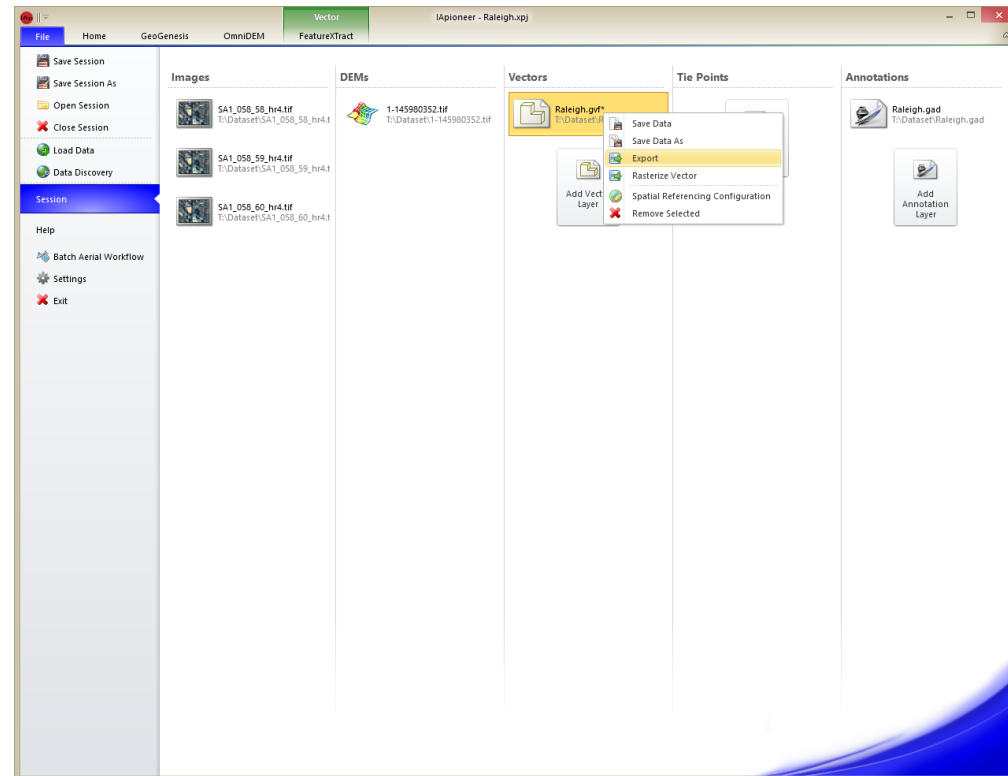 Vector
IApioneer - Raleigh.xpj
File
Home
GeoGenesis
OmniDEM
FeatureXTract
Save Session
Save Session As
Open Session
Close Session
Load Data
Data Discovery
Session
Help
Batch Aerial Workflow
Settings
Exit
Images
SA1_058_58_hr4.tif
T:\Dataset\SA1_058_58_hr4.t
SA1_058_59_hr4.tif
T:\Dataset\SA1_058_59_hr4.t
SA1_058_60_hr4.tif
T:\Dataset\SA1_058_60_hr4.t
DEMs
1-145980352.tif
T:\Dataset\1-145980352.tif
Vectors
Raleigh.gvf*
T:\Dataset\R
Add Vect
Layer
Save Data
Save Data As
Export
Rasterize Vector
Spatial Referencing Configuration
Remove Selected
Tie Points
Annotations
Raleigh.gad
T:\Dataset\Raleigh.gad
Add
Annotation
Layer